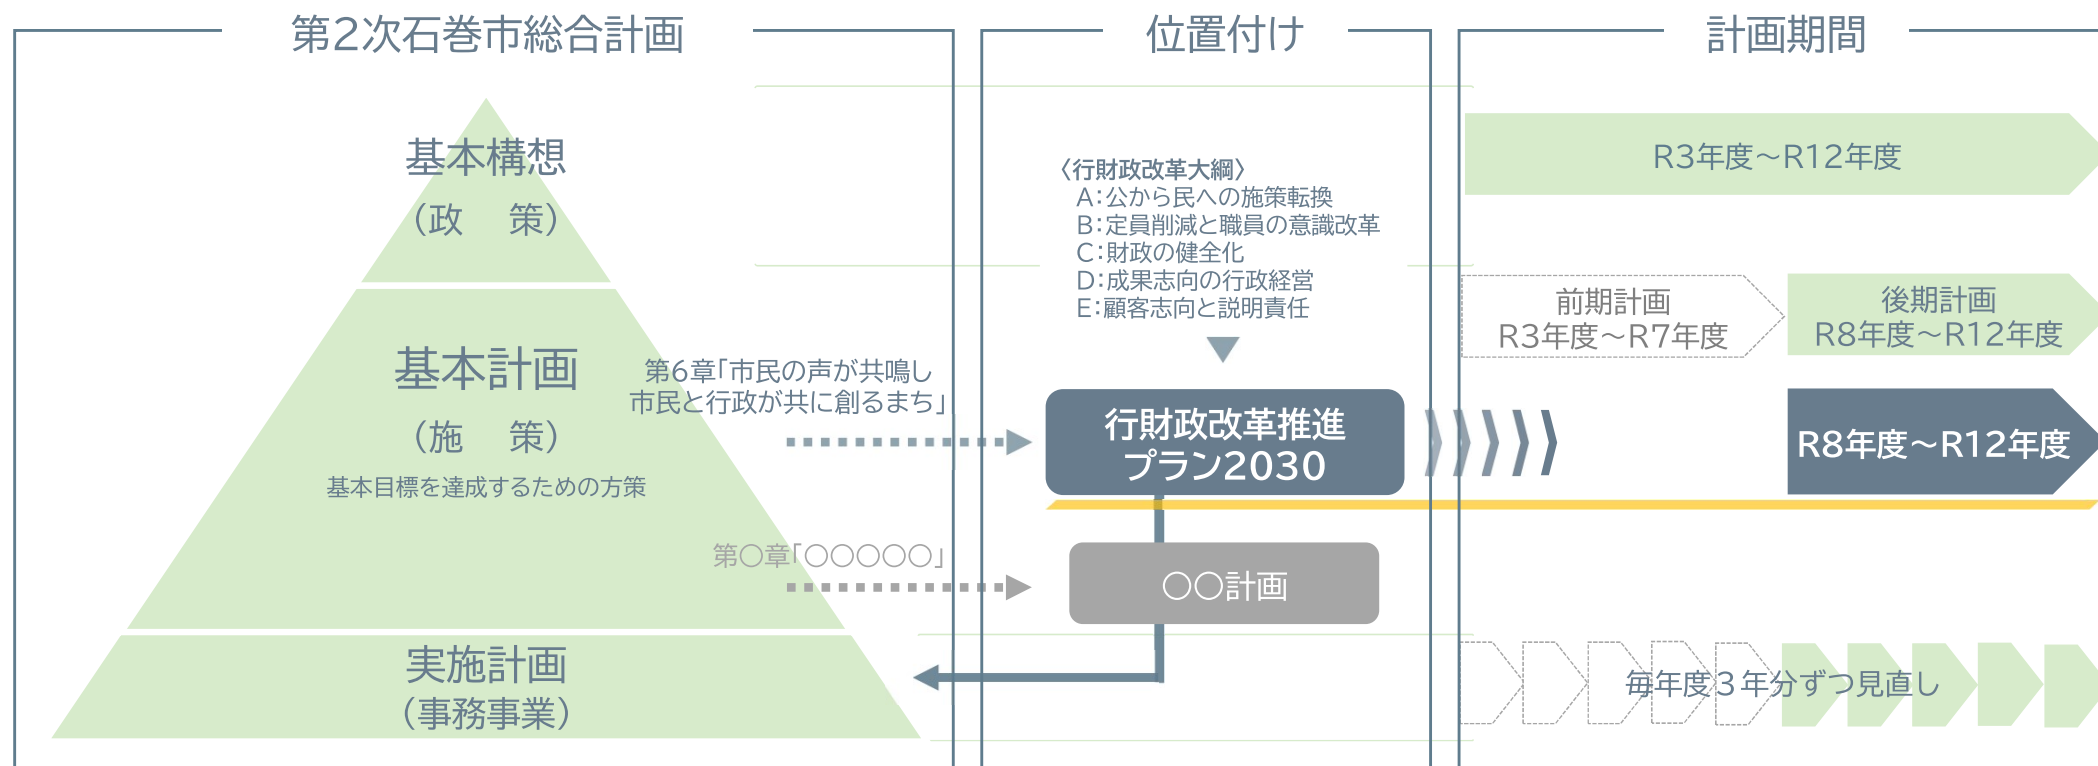 第2次石巻市総合計画
位置付け
計画期間
基本構想
（政　策）
〈行財政改革大綱〉
A：公から民への施策転換
B：定員削減と職員の意識改革
C：財政の健全化
D：成果志向の行政経営
E：顧客志向と説明責任
R3年度～R12年度
前期計画
R3年度～R7年度
後期計画
R8年度～R12年度
基本計画
（施　策）
基本目標を達成するための方策
第6章「市民の声が共鳴し
市民と行政が共に創るまち」
行財政改革推進
プラン2030
R8年度～R12年度
第〇章「〇〇〇〇〇」
〇〇計画
実施計画
（事務事業）
毎年度３年分ずつ見直し